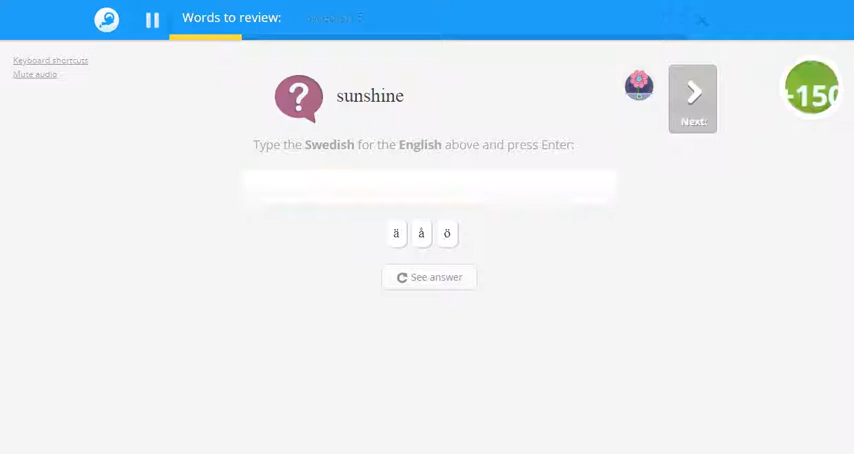 Words to review:
Keyboard shortcuts
Mute audio
sunshine
Next:
+150
Type the Swedish for the English above and press Enter:
ä å ö
See answer